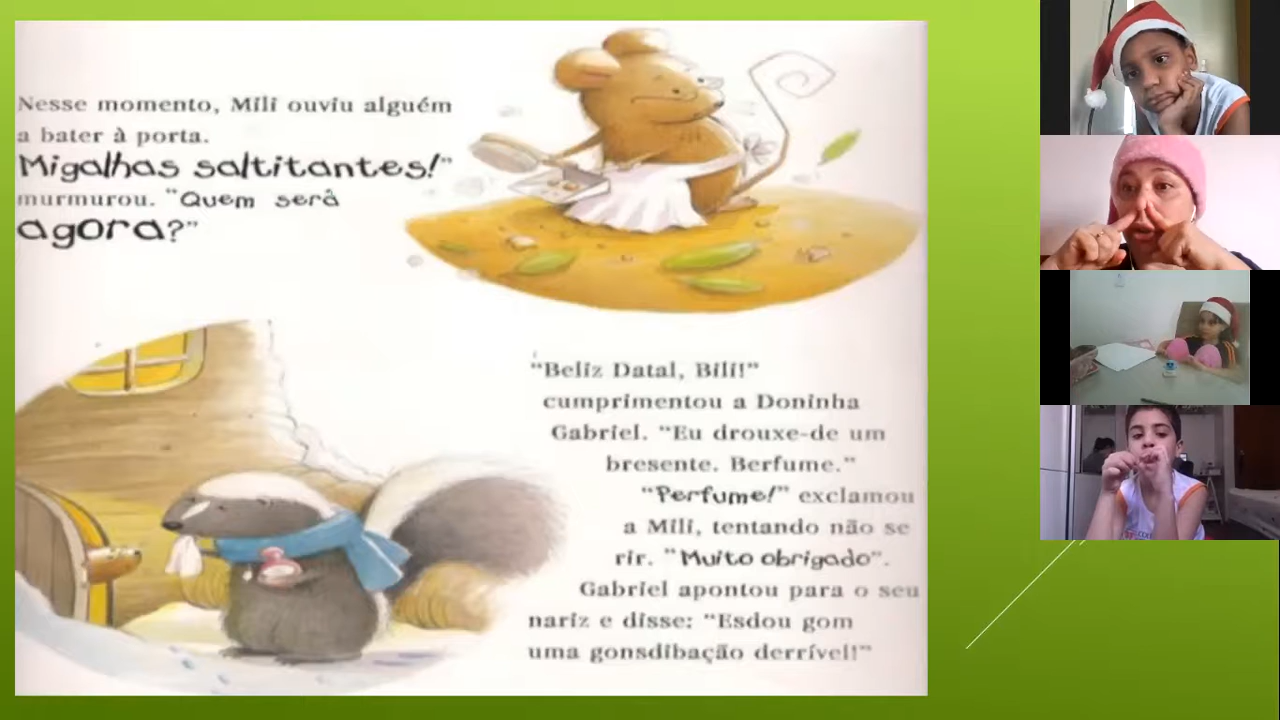 Nesse momento, Mili ouviu alguém
a bater à porta.
Migalhas saltitantes!”
murmurou. “Quem será
agora?”
“Beliz Datal, Bili!”
cumprimentou a Doninha
Gabriel. “Eu drouxe-de um
bresente. Berfume.”
“Perfume!” exclamou
a Mili, tentando não se
rir. “Muito obrigado”.
Gabriel apontou para o seu
nariz e disse: “Esdou gom
uma gonsdibação derrível!”